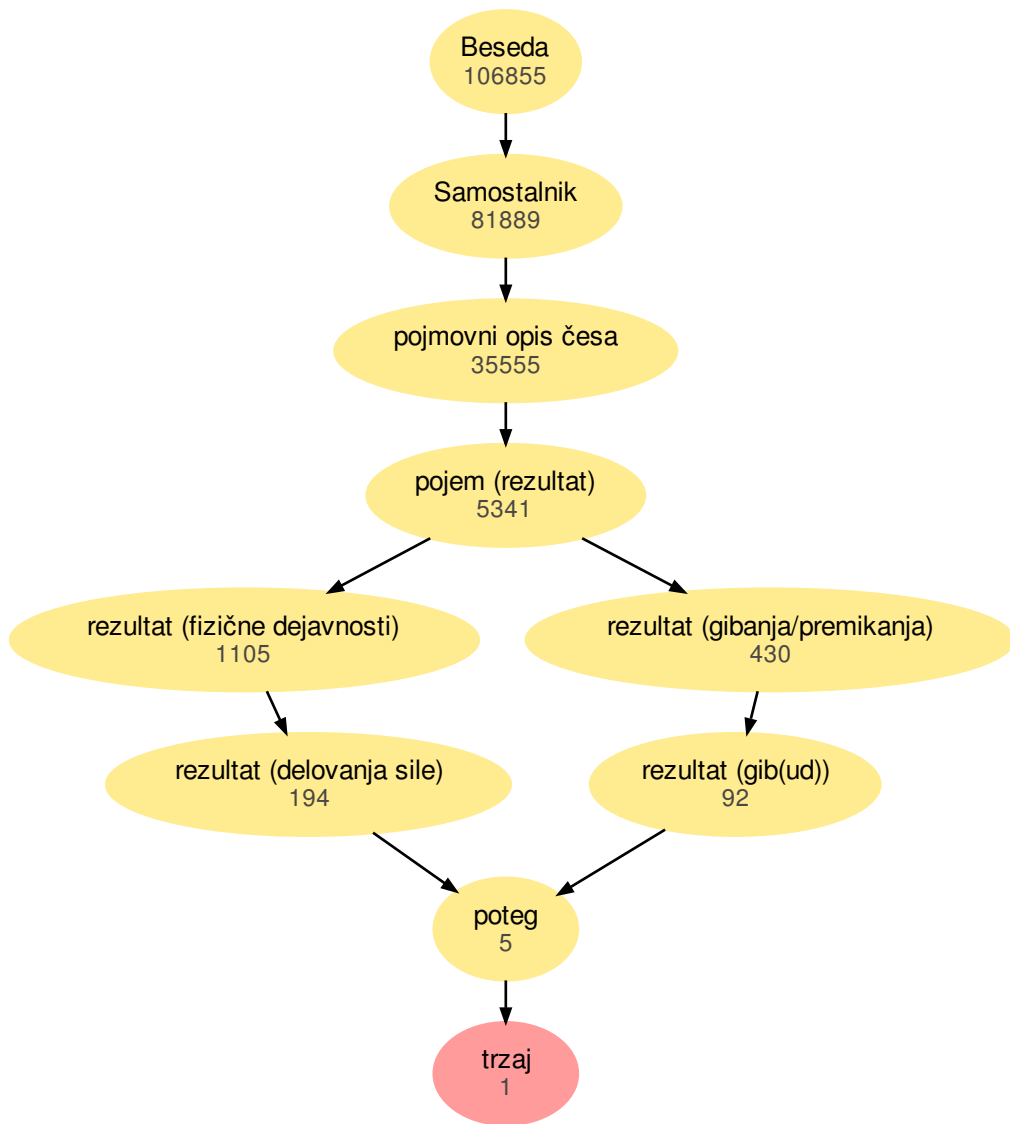 Beseda
106855
Samostalnik
81889
pojmovni opis česa
35555
pojem (rezultat)
5341
rezultat (fizične dejavnosti)
1105
rezultat (gibanja/premikanja)
430
rezultat (delovanja sile)
194
rezultat (gib(ud))
92
poteg
5
trzaj
1